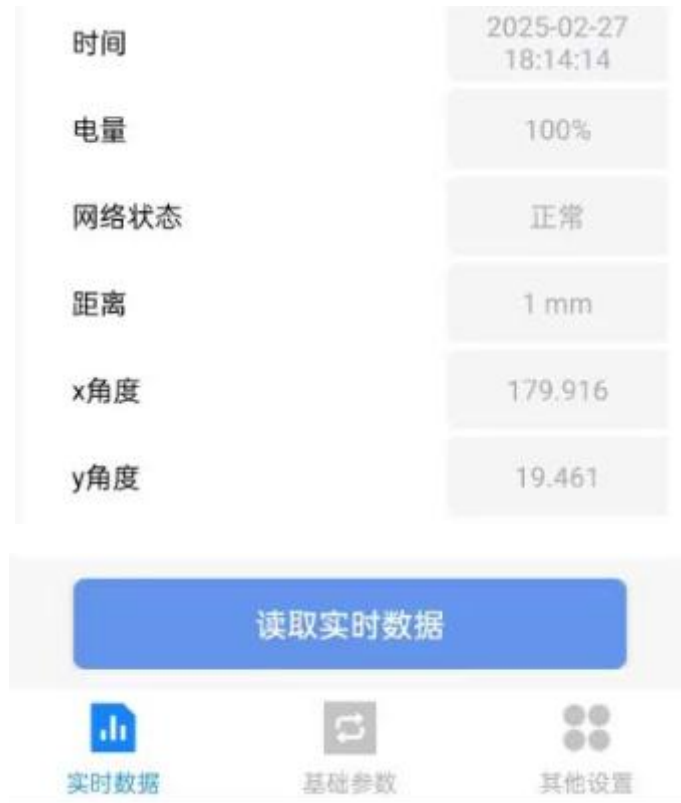 时间
2025-02-27
18:14:14
电量
100%
网络状态
正常
距离
1 mm
x角度
179.916
y角度
19.461
读取实时数据
实时数据
基础参数
其他设置